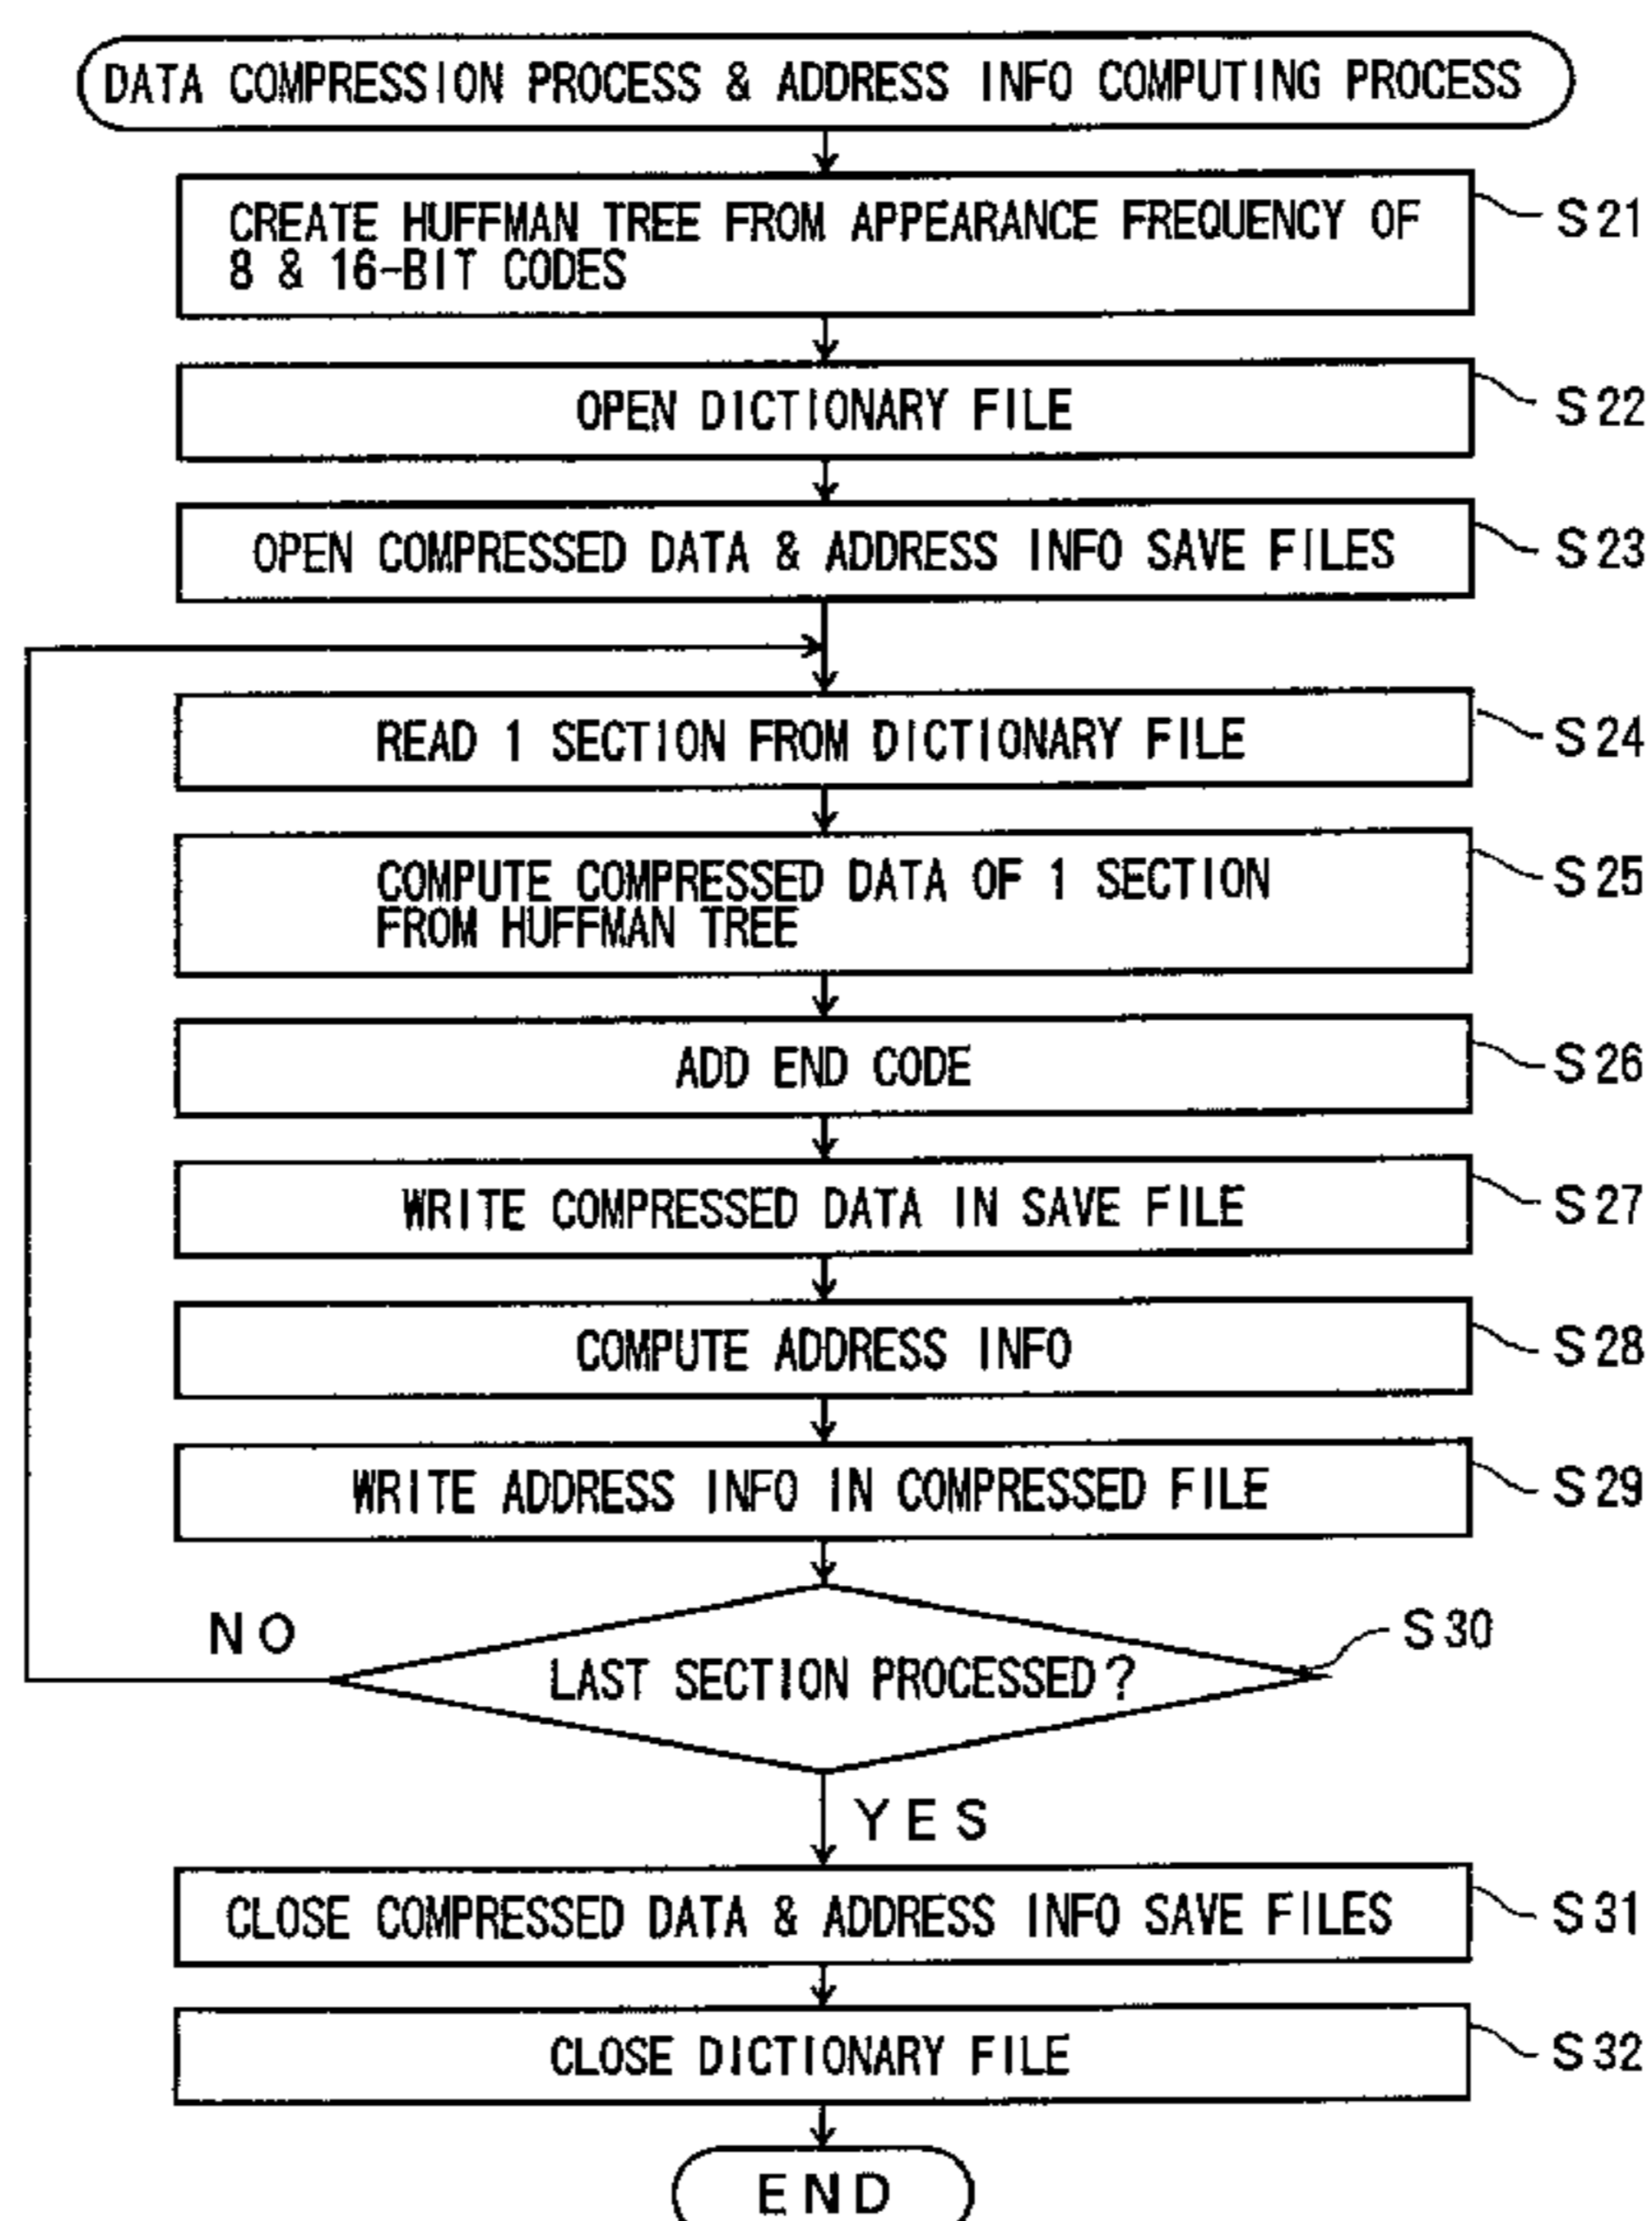 DATA COMPRESSION PROCESS & ADDRESS INFO COMPUTING PROCESS
CREATE HUFFMAN TREE FROM APPEARANCE FREQUENCY OF
8 & 16-BIT CODES
S21
OPEN DICTIONARY FILE
S22
OPEN COMPRESSED DATA & ADDRESS INFO SAVE FILES
S23
READ 1 SECTION FROM DICTIONARY FILE
S24
COMPUTE COMPRESSED DATA OF 1 SECTION
FROM HUFFMAN TREE
S25
ADD END CODE
S26
WRITE COMPRESSED DATA IN SAVE FILE
S27
COMPUTE ADDRESS INFO
S28
WRITE ADDRESS INFO IN COMPRESSED FILE
S29
NO
LAST SECTION PROCESSED?
S30
YES
CLOSE COMPRESSED DATA & ADDRESS INFO SAVE FILES
S31
CLOSE DICTIONARY FILE
S32
END